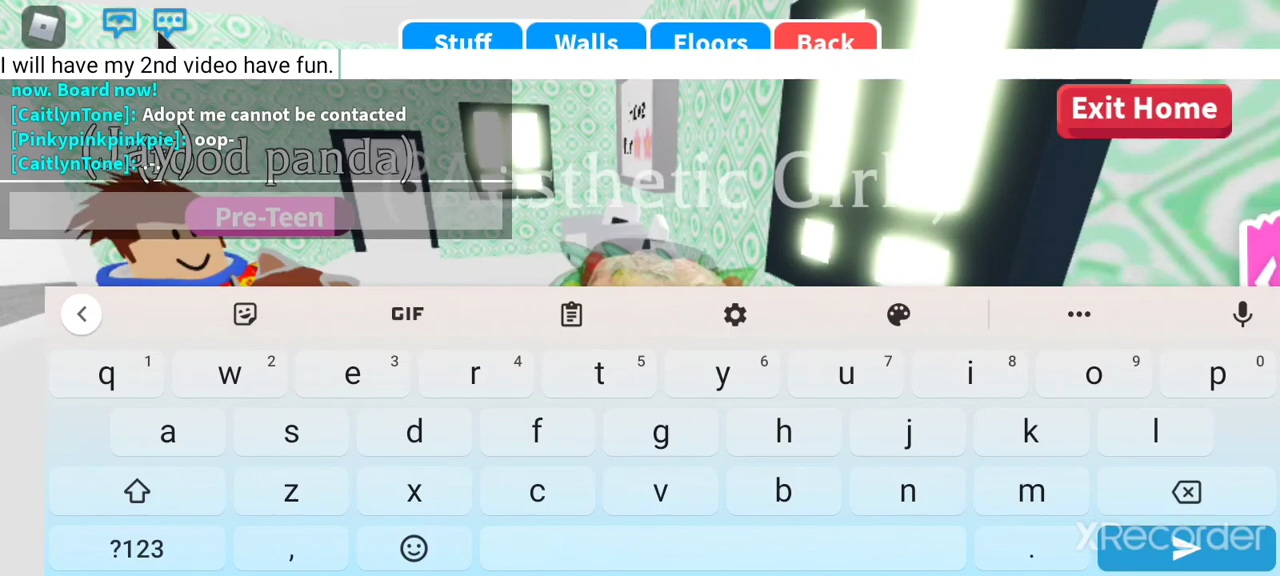 Stuff Walls Floors Back
I will have my 2nd video have fun.
now. Board now!
[CaitlynTone]: Adopt me cannot be contacted
[Pinkypinkpinkpie]: oop-
[CaitlynTone]: .-.
od panda)
Exit Home
Pre-Teen
GIF
q 1 w 2 e 3 r 4 t 5 y 6 u 7 i 8 o 9 p 0
a s d f g h j k l
z x c v b n m
?123 , .
XRecorder